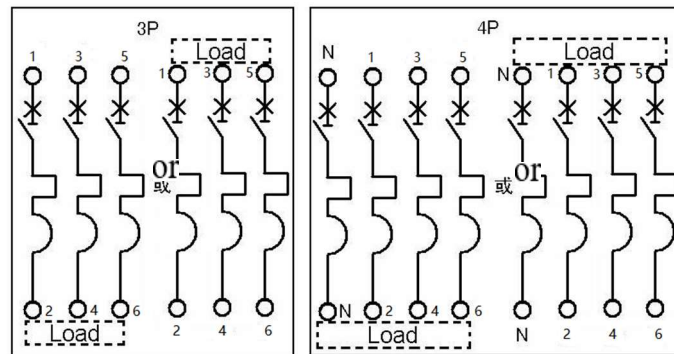 3P
Load
1 3 5 1 3 5
or
或
2 4 6
Load
2 4 6
4P
Load
N 1 3 5 N 1 3 5
或 or
N 2 4 6
Load
N 2 4 6